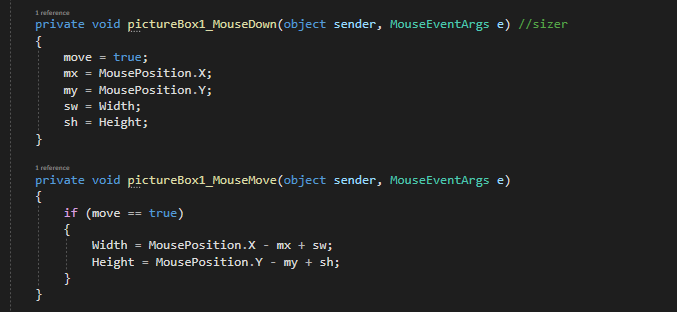 1 reference
private void pictureBox1_MouseDown(object sender, MouseEventArgs e) //sizer
{
move = true;
mx = MousePosition.X;
my = MousePosition.Y;
sw = Width;
sh = Height;
}
1 reference
private void pictureBox1_MouseMove(object sender, MouseEventArgs e)
{
if (move == true)
{
Width = MousePosition.X - mx + sw;
Height = MousePosition.Y - my + sh;
}
}